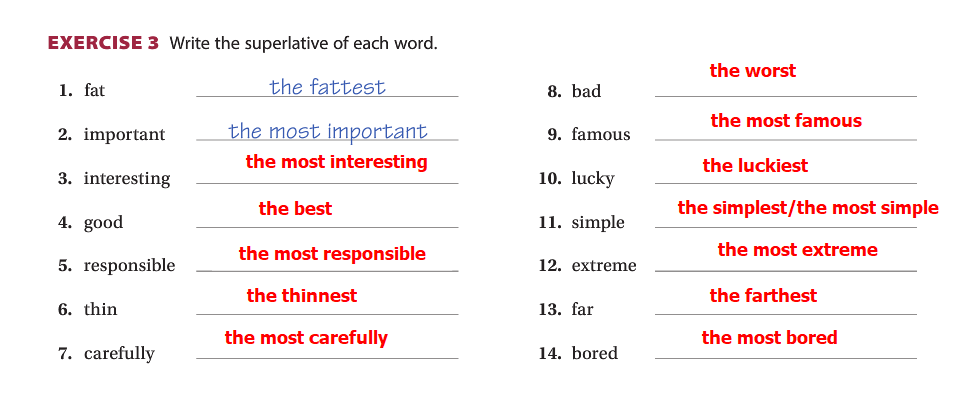 EXERCISE 3 Write the superlative of each word.
1. fat the fattest
2. important the most important
3. interesting the most interesting
4. good the best
5. responsible the most responsible
6. thin the thinnest
7. carefully the most carefully
8. bad the worst
9. famous the most famous
10. lucky the luckiest
11. simple the simplest/the most simple
12. extreme the most extreme
13. far the farthest
14. bored the most bored